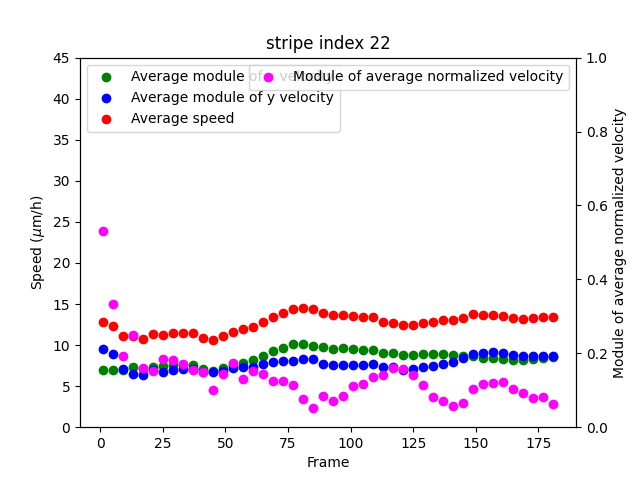 stripe index 22
Average module of x velocity
Average module of y velocity
Average speed
Module of average normalized velocity
Speed (μm/h)
45
40
35
30
25
20
15
10
5
0
1.0
0.8
0.6
0.4
0.2
0.0
Module of average normalized velocity
0 25 50 75 100 125 150 175
Frame